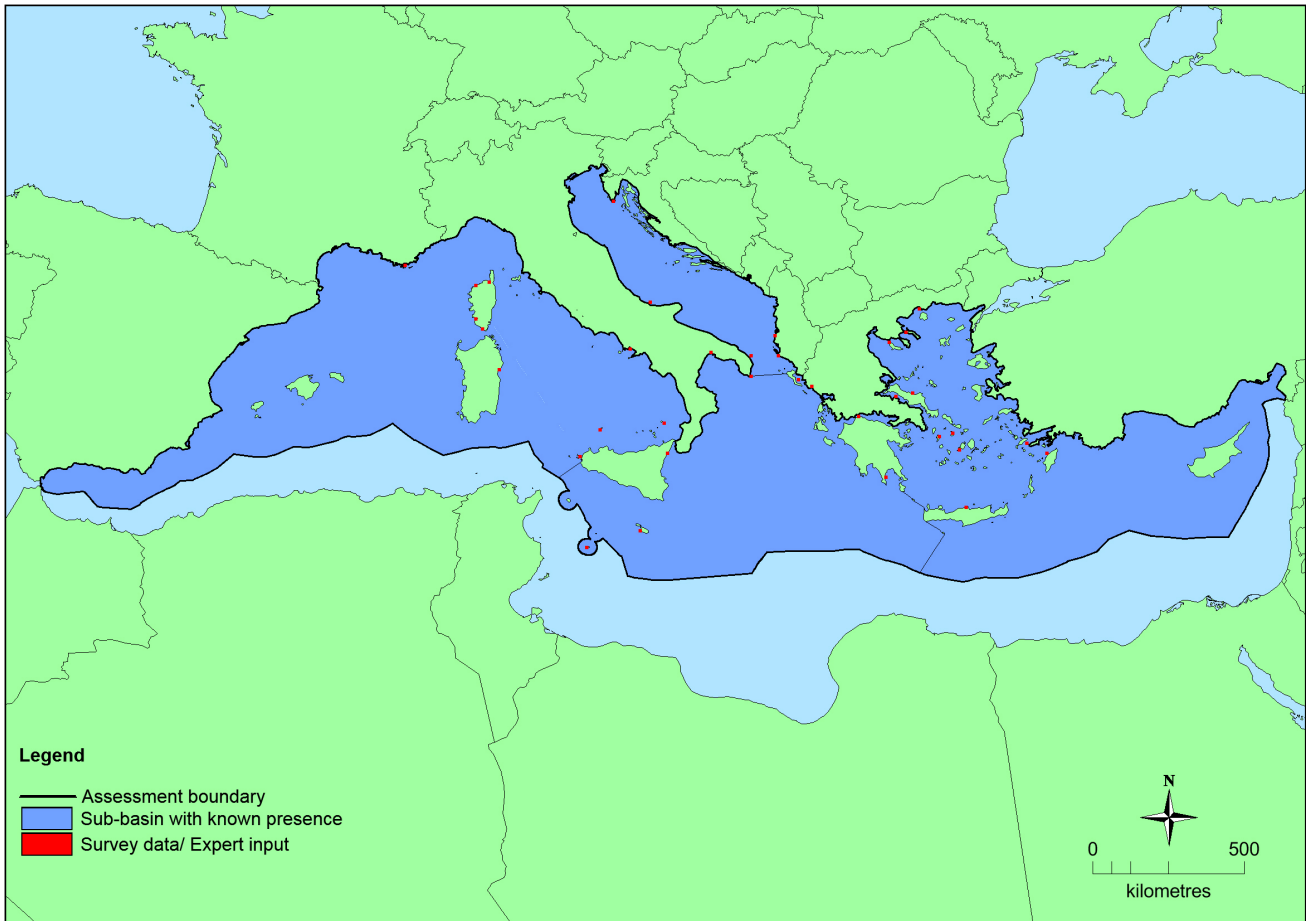 Legend
Assessment boundary
Sub-basin with known presence
Survey data/ Expert input
N
0 500
kilometres